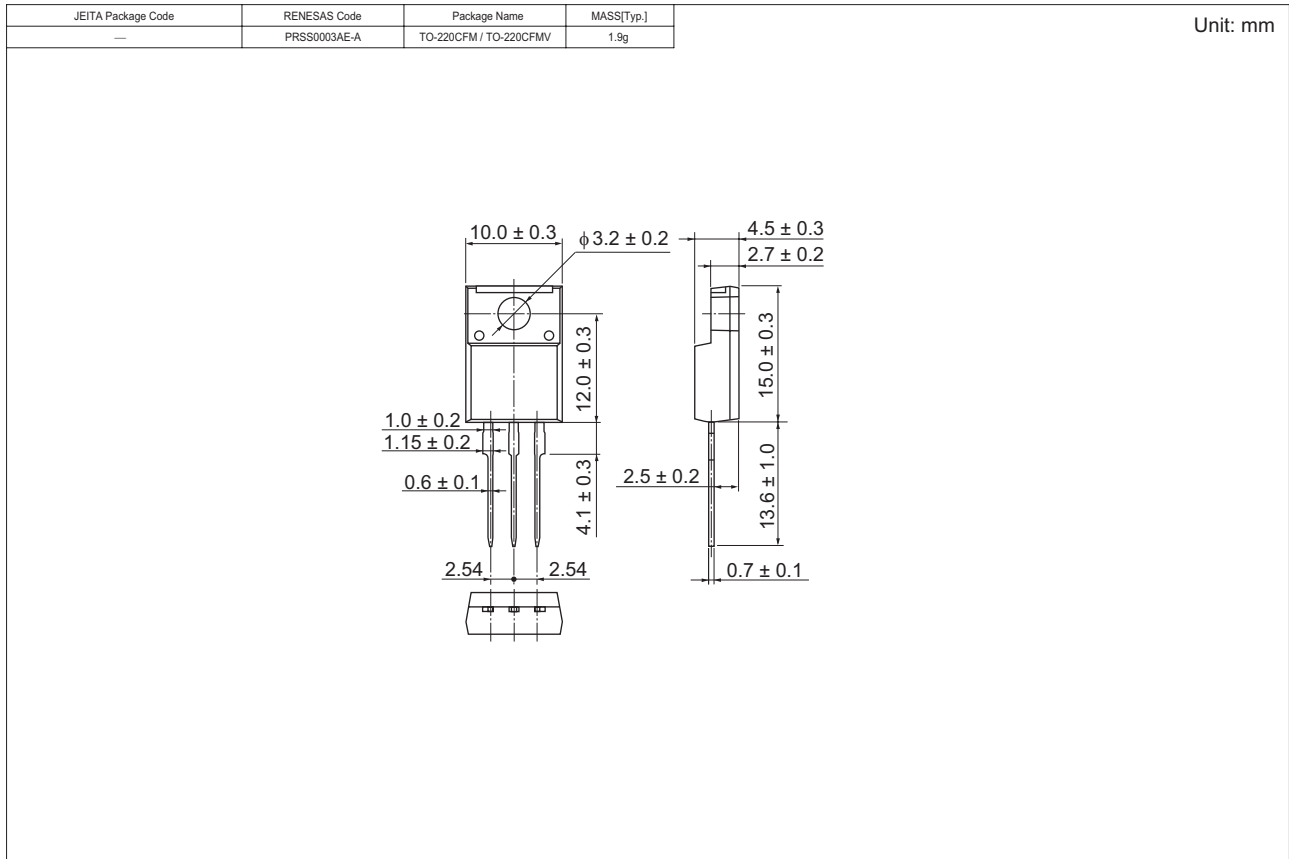 JEITA Package Code RENESAS Code Package Name MASS[Typ.]
— PRSS0003AE-A TO-220CFM / TO-220CFMV 1.9g
Unit: mm
10.0 ± 0.3
ϕ 3.2 ± 0.2
4.5 ± 0.3
2.7 ± 0.2
12.0 ± 0.3
15.0 ± 0.3
1.0 ± 0.2
1.15 ± 0.2
0.6 ± 0.1
4.1 ± 0.3
2.5 ± 0.2
13.6 ± 1.0
2.54
2.54
0.7 ± 0.1